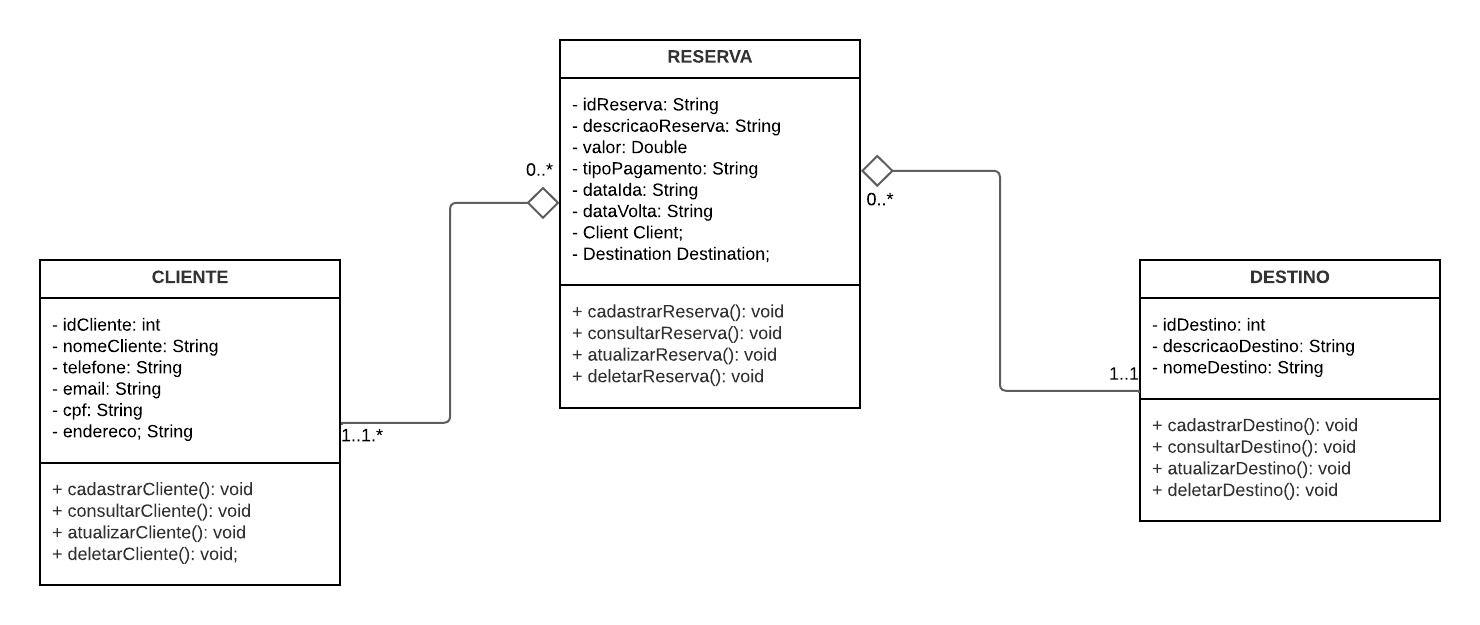 RESERVA
- idReserva: String
- descricaoReserva: String
- valor: Double
- tipoPagamento: String
- dataIda: String
- dataVolta: String
- Client Client;
- Destination Destination;
+ cadastrarReserva(): void
+ consultarReserva(): void
+ atualizarReserva(): void
+ deletarReserva(): void
0..*
0..*
CLIENTE
- idCliente: int
- nomeCliente: String
- telefone: String
- email: String
- cpf: String
- endereco; String
+ cadastrarCliente(): void
+ consultarCliente(): void
+ atualizarCliente(): void
+ deletarCliente(): void;
1..1.*
DESTINO
- idDestino: int
- descricaoDestino: String
- nomeDestino: String
+ cadastrarDestino(): void
+ consultarDestino(): void
+ atualizarDestino(): void
+ deletarDestino(): void
1..1